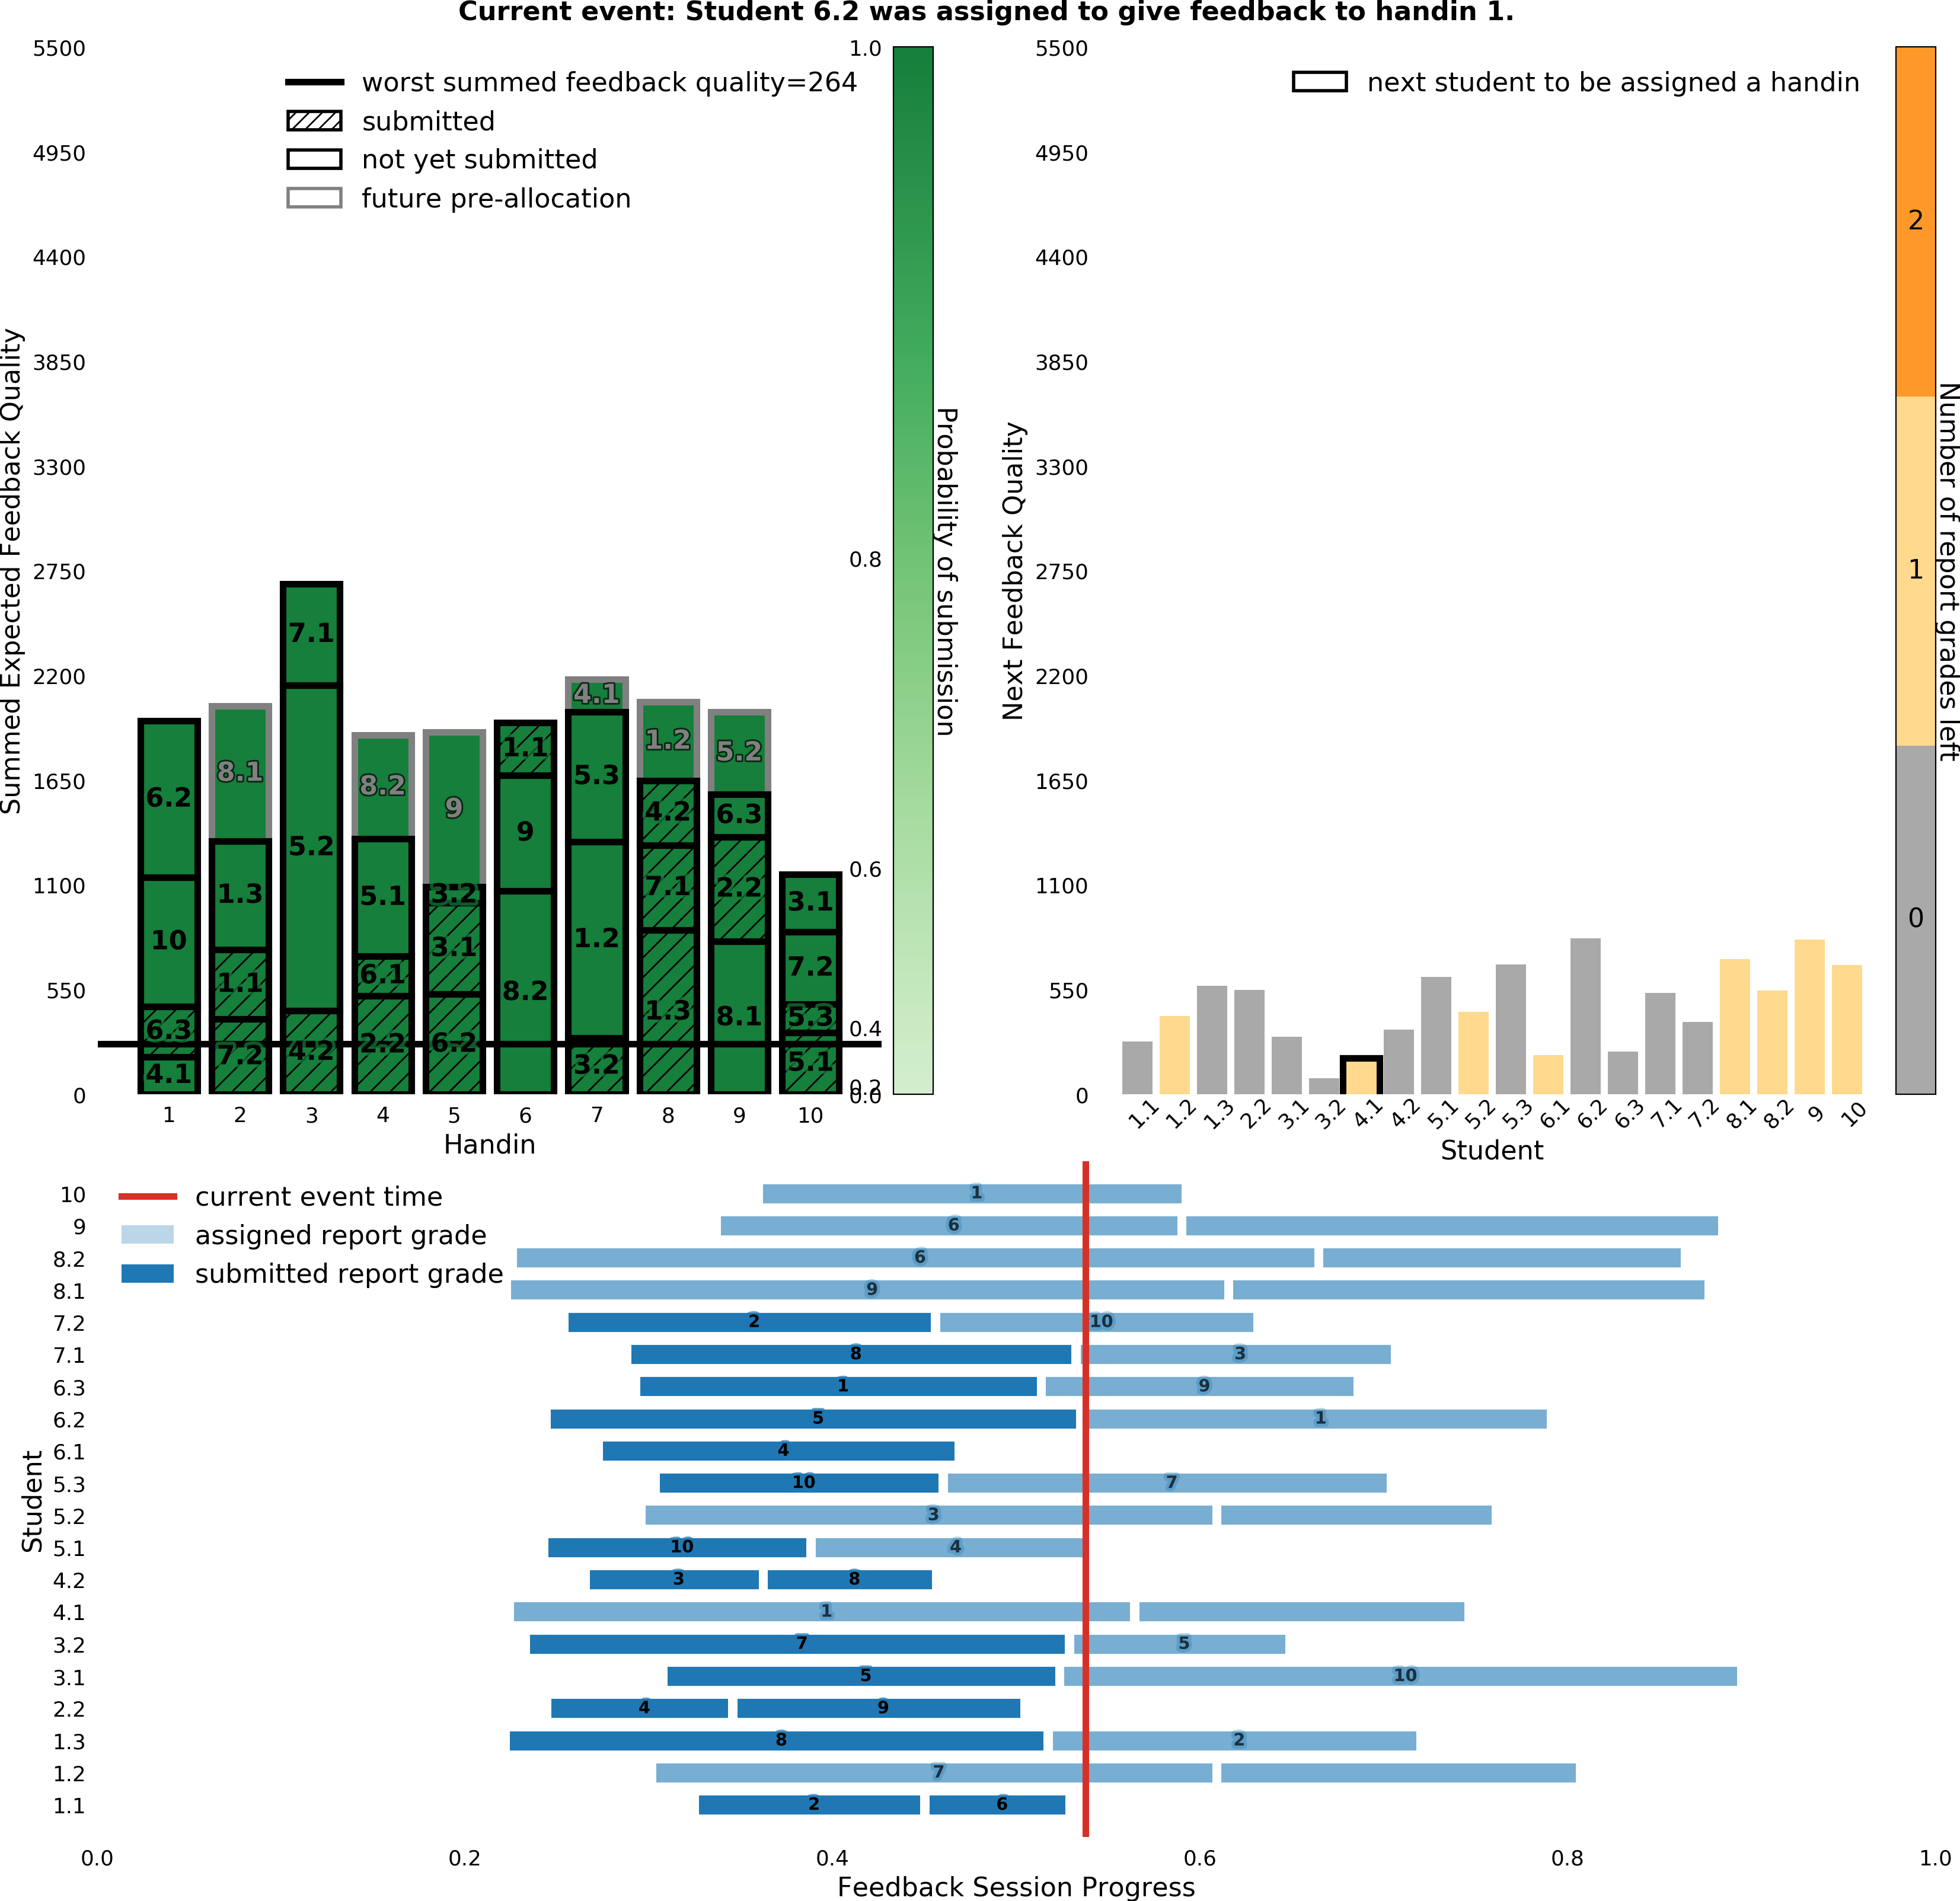 Current event: Student 6.2 was assigned to give feedback to handin 1.
5500
4950
4400
3850
3300
2750
2200
1650
1100
550
0
Summed Expected Feedback Quality
worst summed feedback quality=264
submitted
not yet submitted
future pre-allocation
6.2
10
6.3
4.1
8.1
1.3
1.1
7.2
7.1
5.2
4.2
8.2
5.1
6.1
2.2
9
3.2
3.1
6.2
1.1
9
8.2
4.1
5.3
1.2
3.2
1.2
4.2
7.1
1.3
5.2
6.3
2.2
8.1
3.1
7.2
5.3
5.1
1 2 3 4 5 6 7 8 9 10
Handin
1.0
0.8
0.6
0.4
0.2
0.0
Probability of submission
5500
4950
4400
3850
3300
2750
2200
1650
1100
550
0
Next Feedback Quality
next student to be assigned a handin
1.1 1.2 1.3 2.2 3.1 3.2 4.1 4.2 5.1 5.2 5.3 6.1 6.2 6.3 7.1 7.2 8.1 8.2 9 10
Student
2
1
0
Number of report grades left
current event time
assigned report grade
submitted report grade
Student
10 1
9 6
8.2 6
8.1 9
7.2 2 10
7.1 8 3
6.3 1 9
6.2 5 1
6.1 4
5.3 10 7
5.2 3
5.1 10 4
4.2 3 8
4.1 1
3.2 7 5
3.1 5 10
2.2 4 9
1.3 8 2
1.2 7
1.1 2 6
0.0 0.2 0.4 0.6 0.8 1.0
Feedback Session Progress